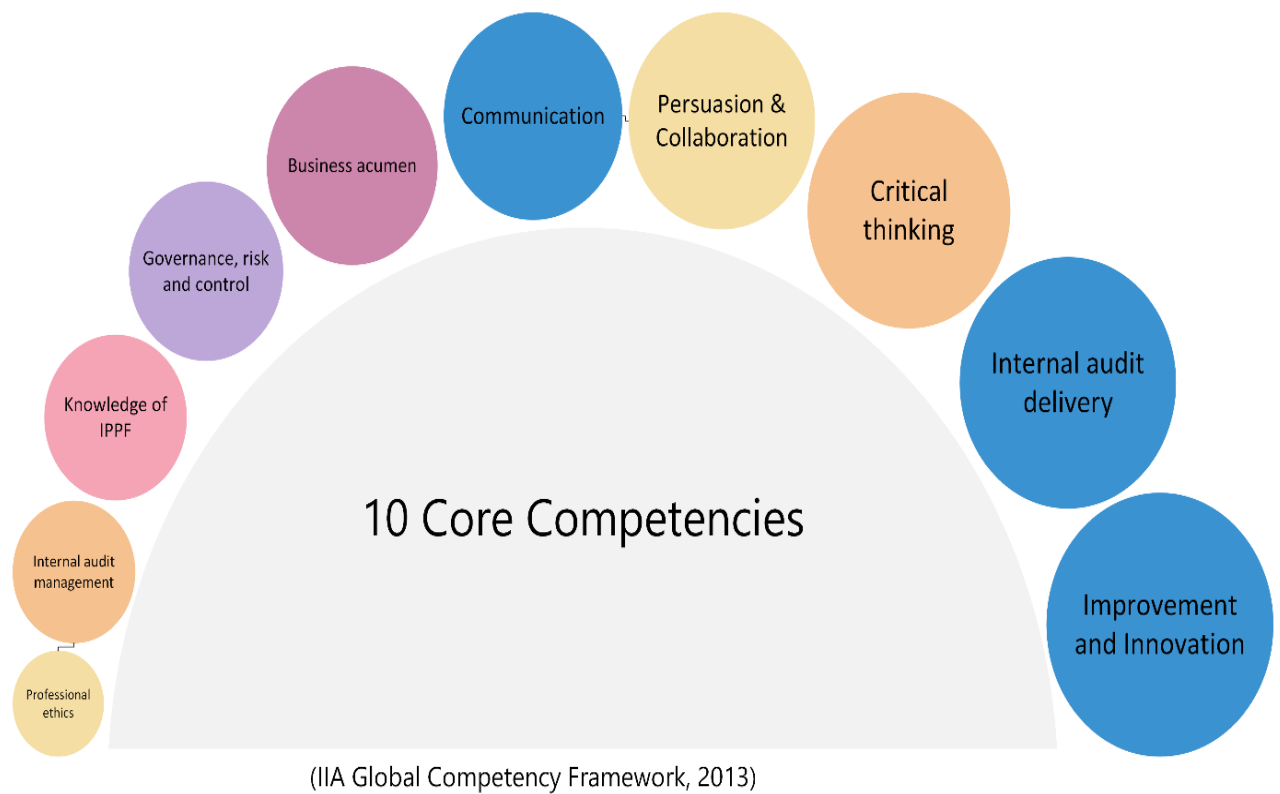 Communication
Persuasion &
Collaboration
Business acumen
Critical
thinking
Governance, risk
and control
Internal audit
delivery
Knowledge of
IPPF
10 Core Competencies
Internal audit
management
Improvement
and Innovation
Professional
ethics
(IIA Global Competency Framework, 2013)